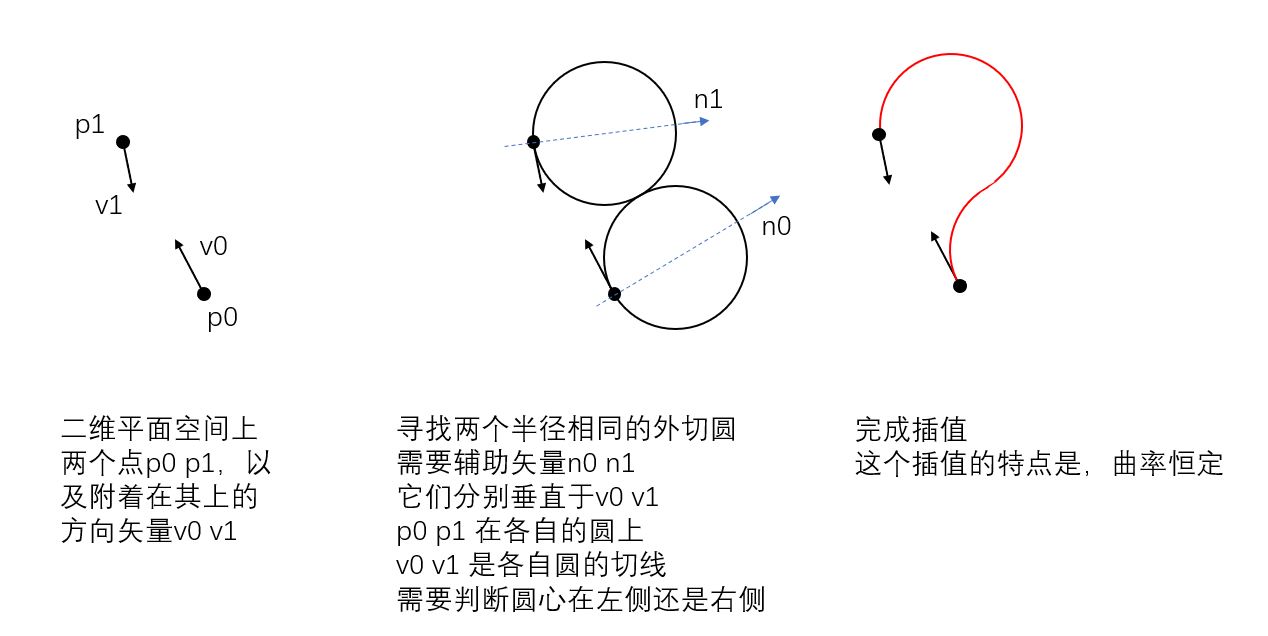 p1
v1
v0
p0
n1
n0
二维平面空间上
两个点p0 p1，以
及附着在其上的
方向矢量v0 v1
寻找两个半径相同的外切圆
需要辅助矢量n0 n1
它们分别垂直于v0 v1
p0 p1 在各自的圆上
v0 v1 是各自圆的切线
需要判断圆心在左侧还是右侧
完成插值
这个插值的特点是，曲率恒定